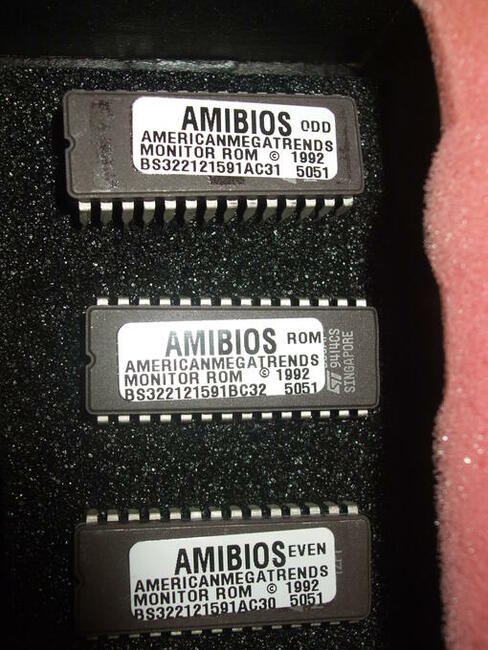 AMIBIOS ODD
AMERICANMEGATRENDS
MONITOR ROM © 1992
BS322121591AC31 5051
AMIBIOS ROM
AMERICANMEGATRENDS
MONITOR ROM © 1992
BS322121591BC32 5051
9414CS
SINGAPORE
AMIBIOS EVEN
AMERICANMEGATRENDS
MONITOR ROM © 1992
BS322121591AC30 5051